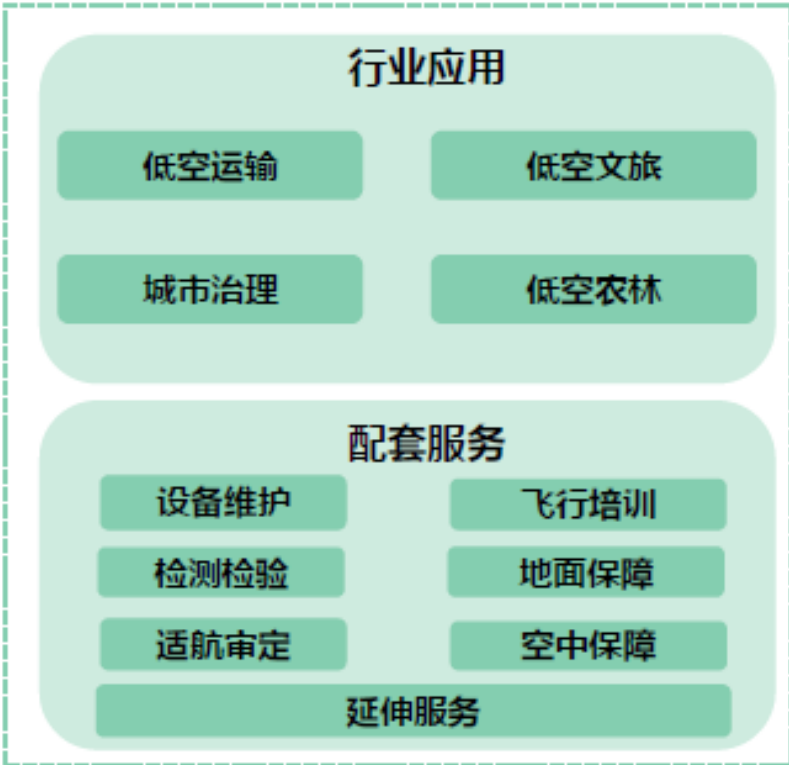 行业应用
低空运输 低空文旅
城市治理 低空农林
配套服务
设备维护 飞行培训
检测检验 地面保障
适航审定 空中保障
延伸服务